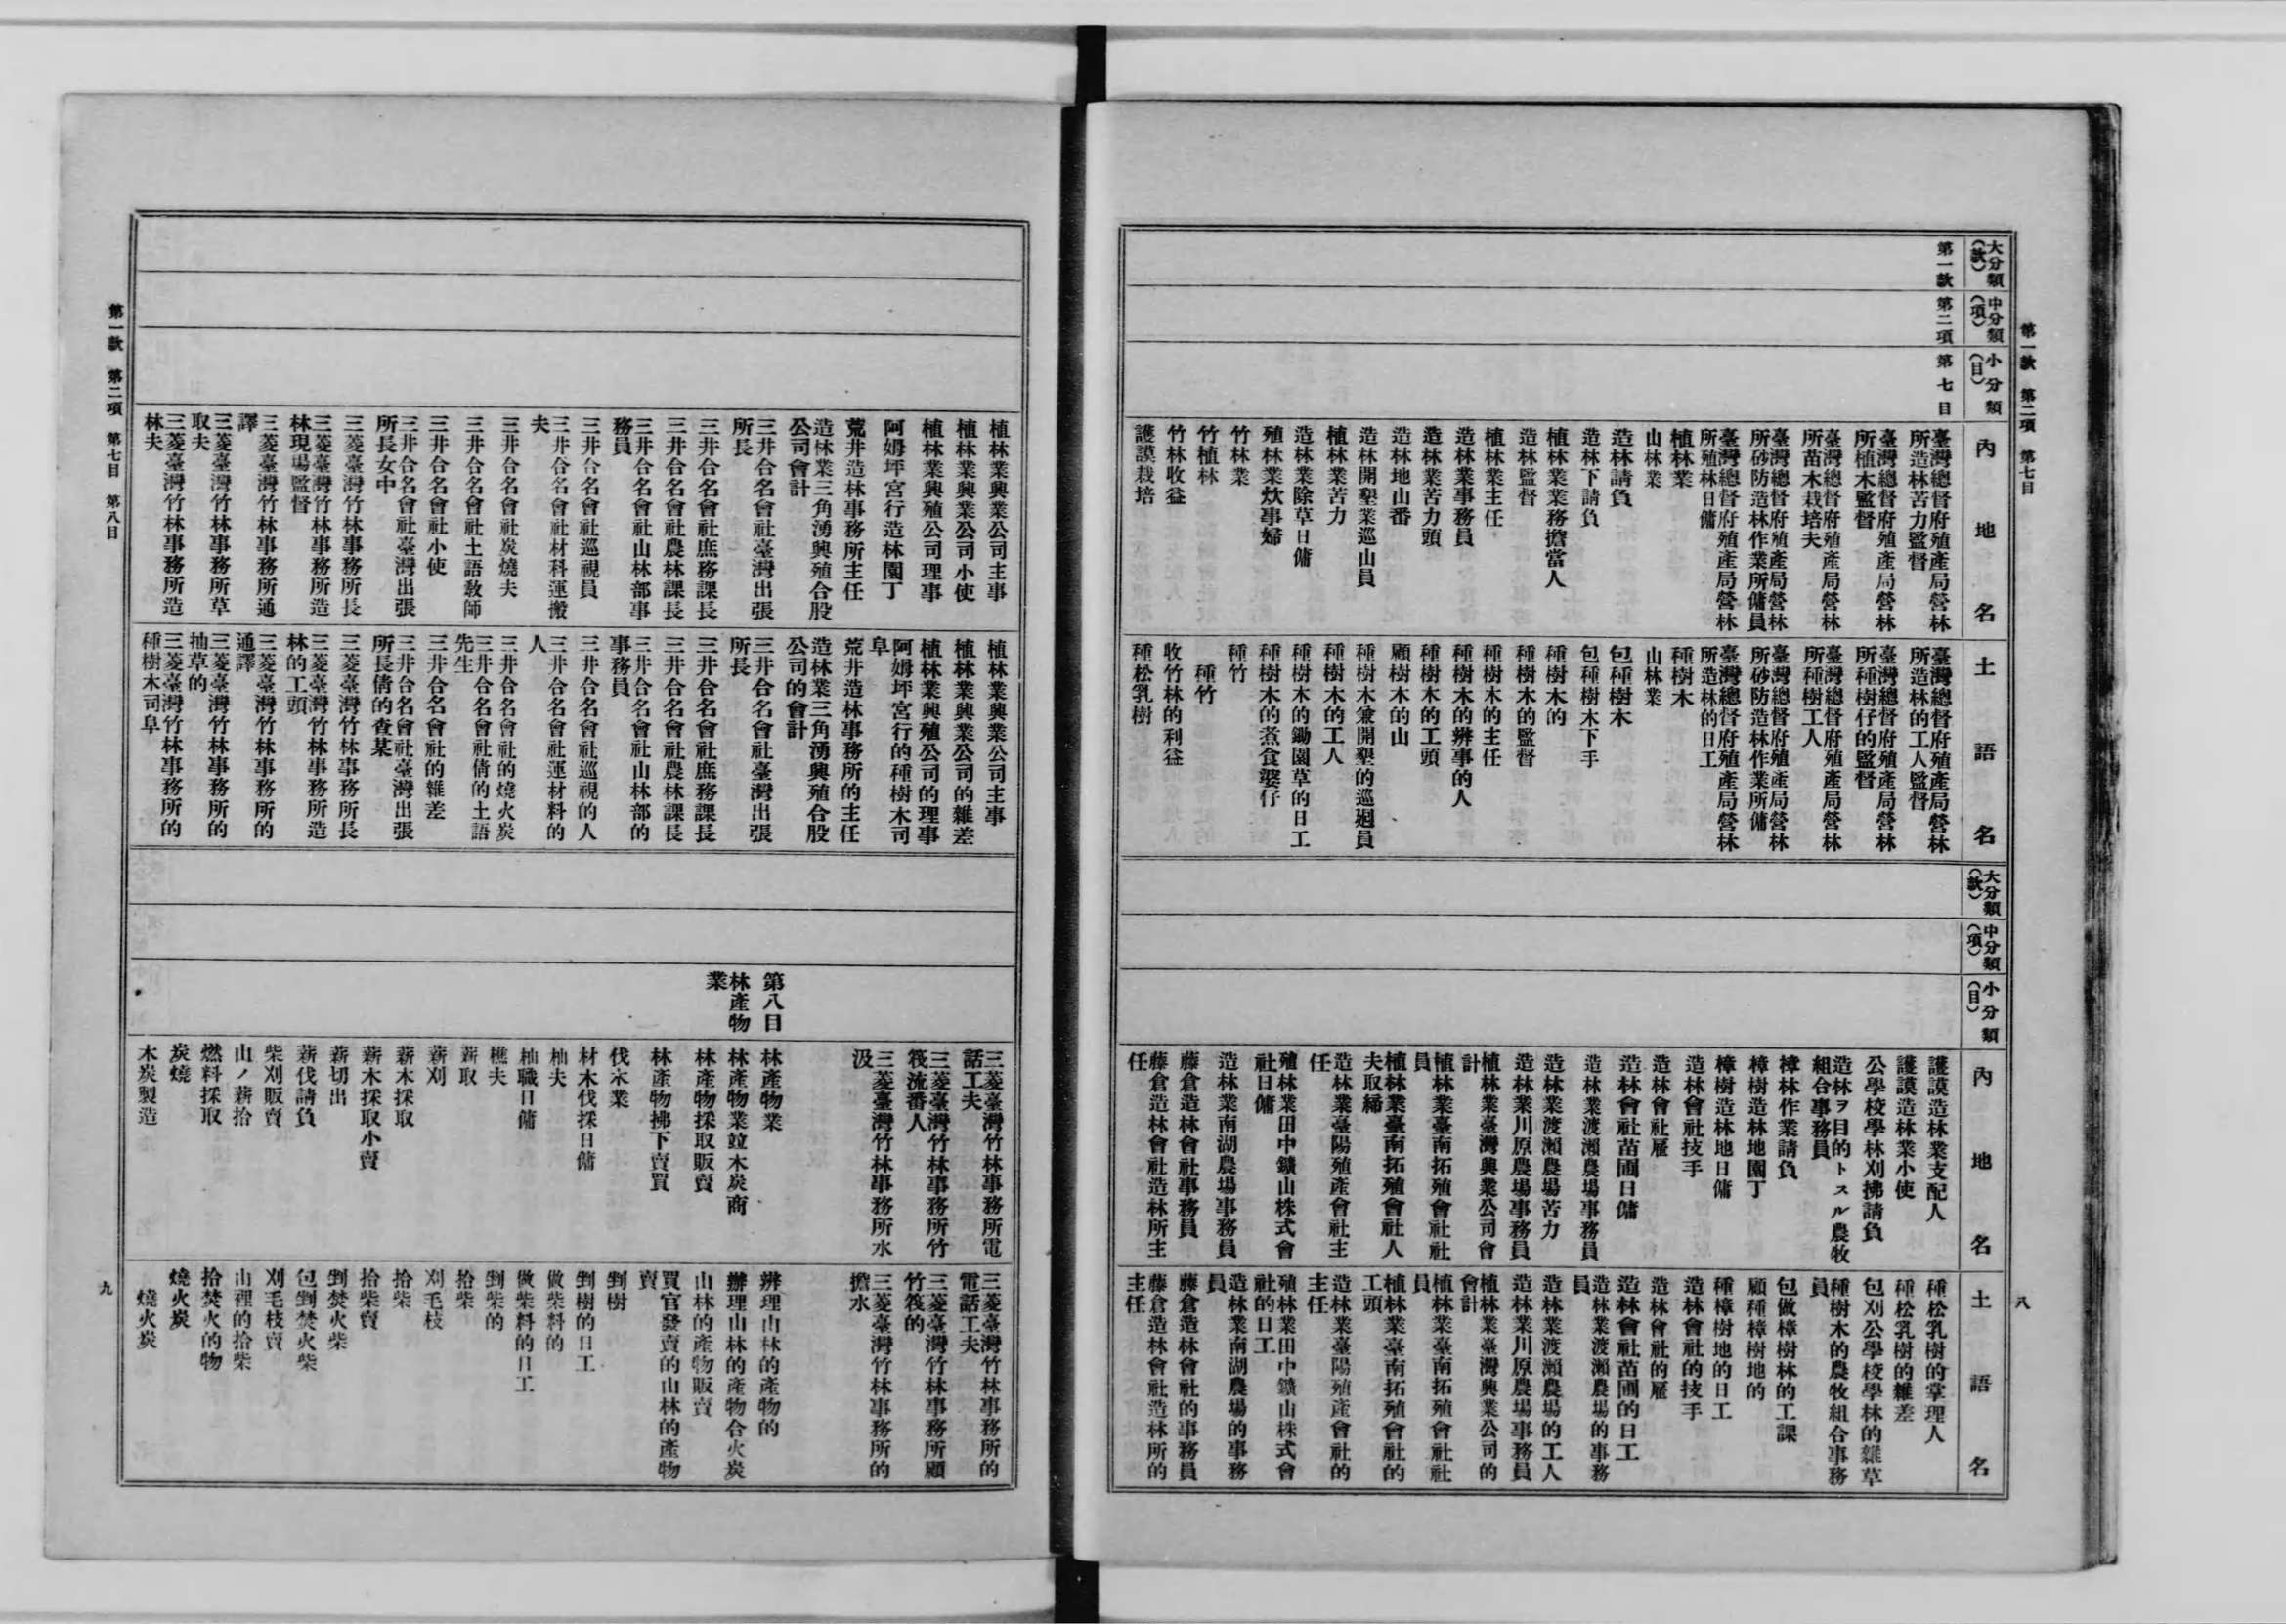 第一款 第二項 第七目
八
大分類(款)
中分類(項)
小分類(目)
內地名
土語名
第一款
第二項
第七目
臺灣總督府殖產局營林
所造林苦力監督
臺灣總督府殖產局營林
所植木監督
臺灣總督府殖產局營林
所苗木栽培夫
臺灣總督府殖產局營林
所砂防造林作業所傭員
臺灣總督府殖產局營林
所殖林日傭
植林業
山林業
造林請負
造林下請負
植林業業務擔當人
造林監督
植林業主任
造林業事務員
造林業苦力頭
造林地山番
造林開墾業巡山員
植林業苦力
造林業除草日傭
殖林業炊事婦
竹林業
竹植林
竹林收益
護謨栽培
臺灣總督府殖產局營林
所造林的工人監督
臺灣總督府殖產局營林
所種樹仔的監督
臺灣總督府殖產局營林
所種樹工人
臺灣總督府殖產局營林
所砂防造林作業所傭
臺灣總督府殖產局營林
所造林的日工
種樹木
山林業
包種樹木
包種樹木下手
種樹木的
種樹木的監督
種樹木的主任
種樹木的辨事的人
種樹木的工頭
顧樹木的山
種樹木兼開墾的巡廻員
種樹木的工人
種樹木的鋤園草的日工
種樹木的煮食婆仔
種竹
種竹
收竹林的利益
種松乳樹
大分類(款)
中分類(項)
小分類(目)
內地名
土語名
護謨造林業支配人
護謨造林業小使
公學校學林刈拂請負
造林ヲ目的トスル農牧
組合事務員
樟林作業請負
樟樹造林地園丁
樟樹造林地日傭
造林會社技手
造林會社雇
造林會社苗圃日傭
造林業渡瀨農場事務員
造林業渡瀨農場苦力
造林業川原農場事務員
植林業臺灣興業公司會
計
植林業臺南拓殖會社社
員
植林業臺南拓殖會社人
夫取締
造林業臺陽殖產會社主
任
殖林業田中鑛山株式會
社日傭
造林業南湖農場事務員
藤倉造林會社事務員
藤倉造林會社造林所主
任
種松乳樹的掌理人
種松乳樹的雜差
包刈公學校學林的雜草
種樹木的農牧組合事務
員
包做樟樹林的工課
顧種樟樹地的
種樟樹地的日工
造林會社的技手
造林會社的雇
造林會社苗圃的日工
造林業渡瀨農場的事務
員
造林業渡瀨農場的工人
造林業川原農場事務員
植林業臺灣興業公司的
會計
植林業臺南拓殖會社社
員
植林業臺南拓殖會社的
工頭
造林業臺陽殖產會社的
主任
殖林業田中鑛山株式會
社的日工
造林業南湖農場的事務
員
藤倉造林會社的事務員
藤倉造林會社造林所的
主任
植林業興業公司主事
植林業興業公司小使
植林業興殖公司理事
阿姆坪宮行造林園丁
荒井造林事務所主任
造林業三角湧興殖合股
公司會計
三井合名會社臺灣出張
所長
三井合名會社庶務課長
三井合名會社農林課長
三井合名會社山林部事
務員
三井合名會社巡視員
三井合名會社材料運搬
夫
三井合名會社炭燒夫
三井合名會社土語教師
三井合名會社小使
三井合名會社臺灣出張
所長女中
三菱臺灣竹林事務所長
三菱臺灣竹林事務所造
林現場監督
三菱臺灣竹林事務所通
譯
三菱臺灣竹林事務所草
取夫
三菱臺灣竹林事務所造
林夫
植林業興業公司主事
植林業興業公司的雜差
植林業興殖公司的理事
阿姆坪宮行的種樹木司
阜
荒井造林事務所的主任
造林業三角湧興殖合股
公司的會計
三井合名會社臺灣出張
所長
三井合名會社庶務課長
三井合名會社農林課長
三井合名會社山林部的
事務員
三井合名會社巡視的人
三井合名會社運材料的
人
三井合名會社的燒火炭
三井合名會社倩的土語
先生
三井合名會社的雜差
三井合名會社臺灣出張
所長倩的查某
三菱臺灣竹林事務所長
三菱臺灣竹林事務所造
林的工頭
三菱臺灣竹林事務所的
通譯
三菱臺灣竹林事務所的
抽草的
三菱臺灣竹林事務所的
種樹木司阜
第八目
林產物
業
三菱臺灣竹林事務所電
話工夫
三菱臺灣竹林事務所竹
筏流番人
三菱臺灣竹林事務所水
汲
林產物業
林產物業竝木炭商
林產物採取販賣
林產物拂下賣買
伐木業
材木伐採日傭
杣夫
杣職日傭
樵夫
薪取
薪刈
薪木採取
薪木採取小賣
薪切出
薪伐請負
柴刈販賣
山ノ薪拾
燃料採取
炭燒
木炭製造
三菱臺灣竹林事務所的
電話工夫
三菱臺灣竹林事務所顧
竹筏的
三菱臺灣竹林事務所的
擔水
辨理山林的產物的
辦理山林的產物合火炭
山林的產物販賣
買官發賣的山林的產物
賣
剉樹
剉樹的日工
做柴料的
做柴料的日工
剉柴的
拾柴
刈毛枝
拾柴
拾柴賣
剉焚火柴
包剉焚火柴
刈毛枝賣
山裡的拾柴
拾焚火的物
燒火炭
燒火炭
第一款 第二項 第七目 第八目
九